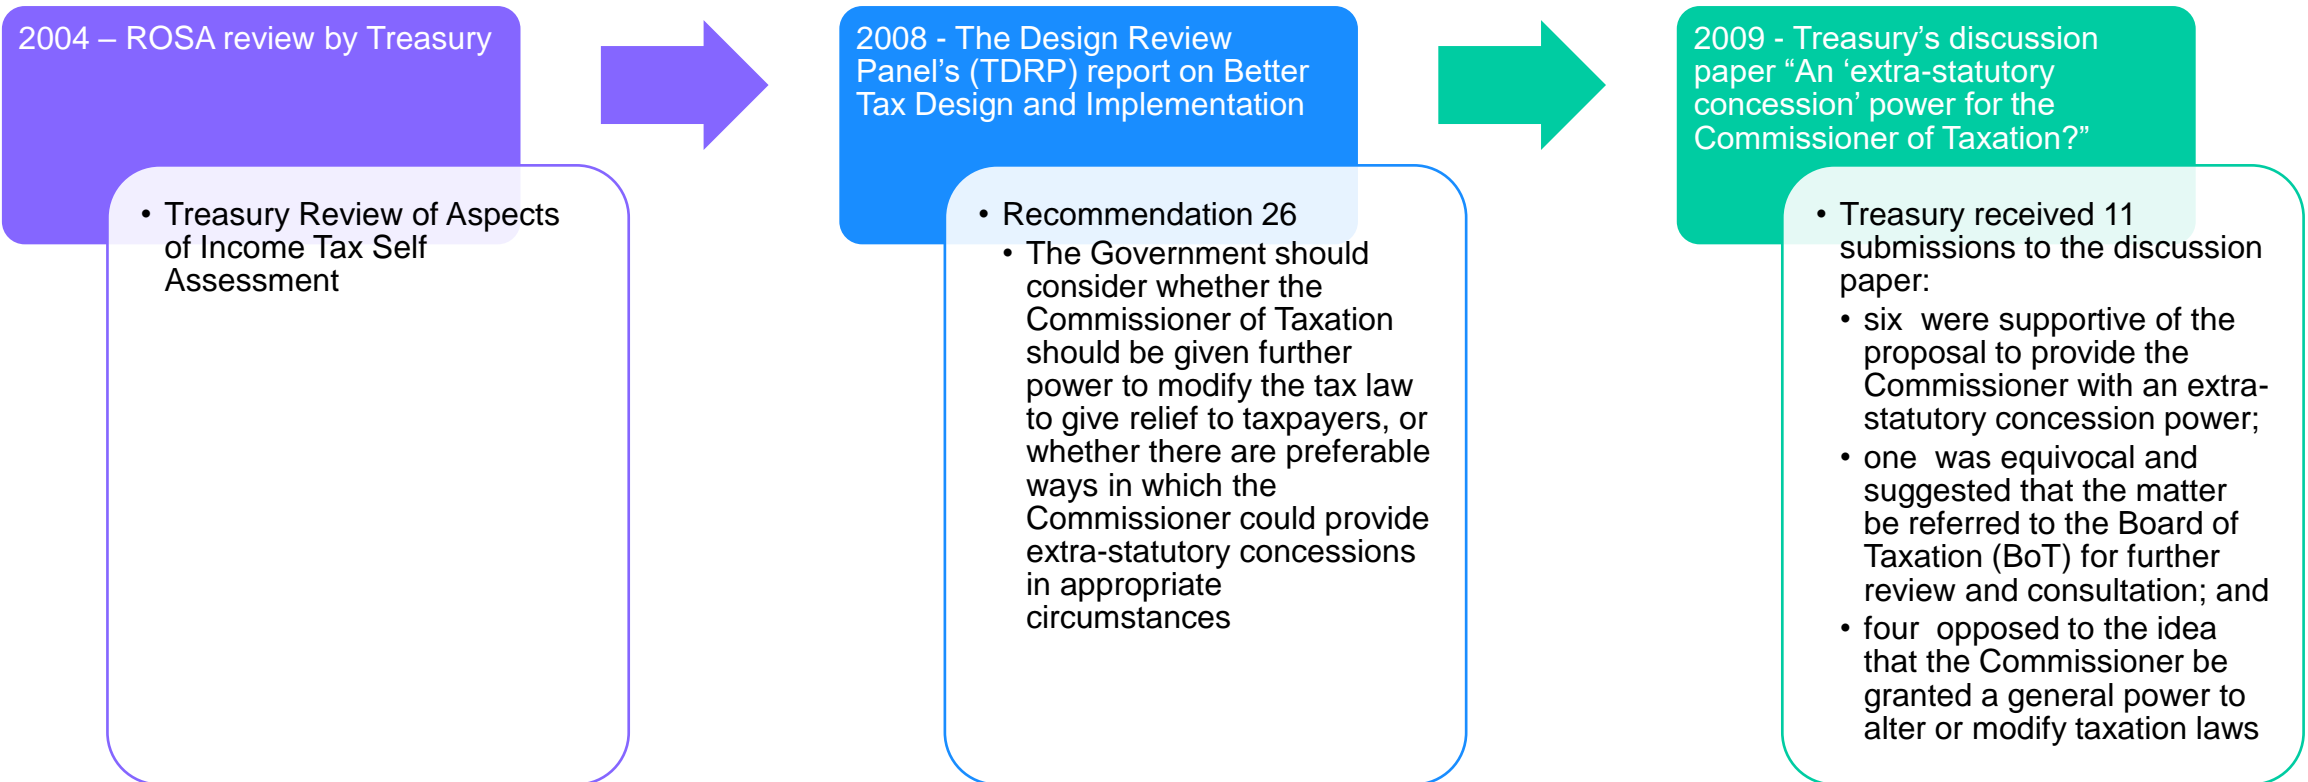 2004 – ROSA review by Treasury
• Treasury Review of Aspects
of Income Tax Self
Assessment
2008 - The Design Review
Panel’s (TDRP) report on Better
Tax Design and Implementation
• Recommendation 26
• The Government should
consider whether the
Commissioner of Taxation
should be given further
power to modify the tax law
to give relief to taxpayers, or
whether there are preferable
ways in which the
Commissioner could provide
extra-statutory concessions
in appropriate
circumstances
2009 - Treasury’s discussion
paper “An ‘extra-statutory
concession’ power for the
Commissioner of Taxation?”
• Treasury received 11
submissions to the discussion
paper:
• six were supportive of the
proposal to provide the
Commissioner with an extra-
statutory concession power;
• one was equivocal and
suggested that the matter
be referred to the Board of
Taxation (BoT) for further
review and consultation; and
• four opposed to the idea
that the Commissioner be
granted a general power to
alter or modify taxation laws